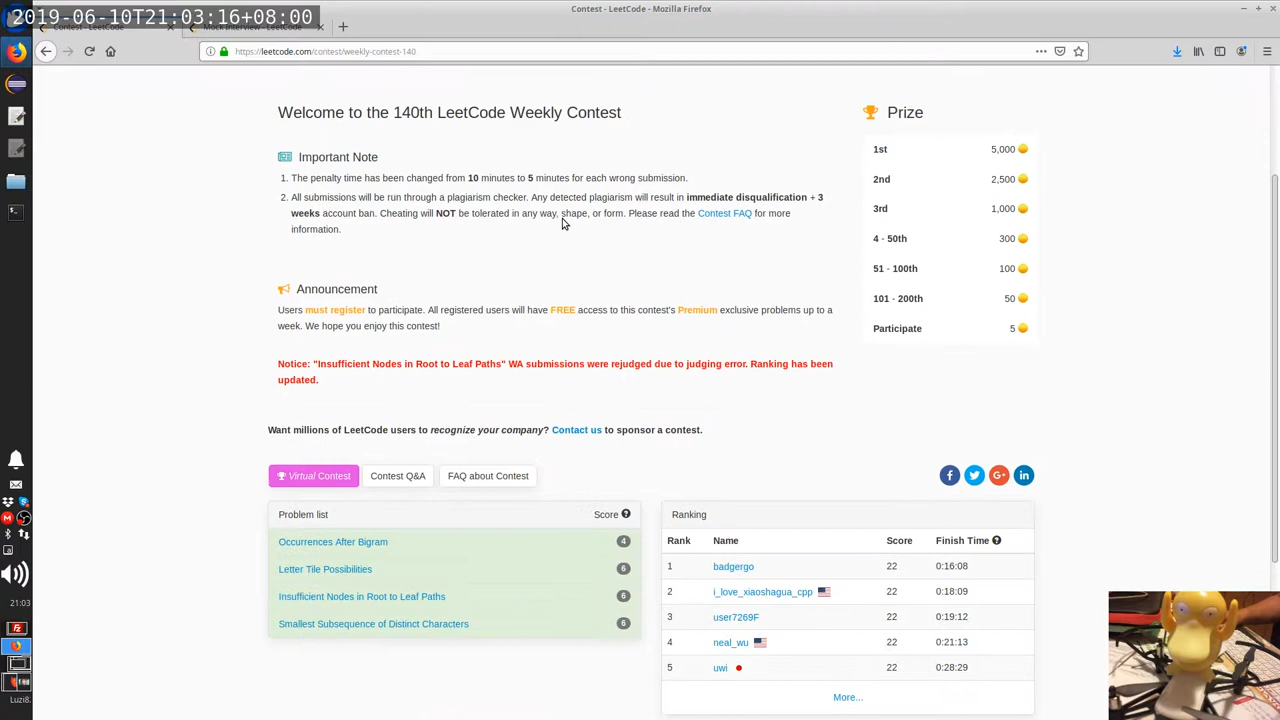 2019-06-10T21:03:16+08:00
Contest - LeetCode - Mozilla Firefox
Contest - LeetCode
Mock Interview - LeetCode
https://leetcode.com/contest/weekly-contest-140
Welcome to the 140th LeetCode Weekly Contest
Important Note
1. The penalty time has been changed from 10 minutes to 5 minutes for each wrong submission.
2. All submissions will be run through a plagiarism checker. Any detected plagiarism will result in immediate disqualification + 3
weeks account ban. Cheating will NOT be tolerated in any way, shape, or form. Please read the Contest FAQ for more
information.
Announcement
Users must register to participate. All registered users will have FREE access to this contest's Premium exclusive problems up to a
week. We hope you enjoy this contest!
Notice: "Insufficient Nodes in Root to Leaf Paths" WA submissions were rejudged due to judging error. Ranking has been
updated.
Want millions of LeetCode users to recognize your company? Contact us to sponsor a contest.
Virtual Contest
Contest Q&A
FAQ about Contest
Prize
1st 5,000
2nd 2,500
3rd 1,000
4 - 50th 300
51 - 100th 100
101 - 200th 50
Participate 5
Problem list Score
Occurrences After Bigram 4
Letter Tile Possibilities 6
Insufficient Nodes in Root to Leaf Paths 6
Smallest Subsequence of Distinct Characters 6
Ranking
Rank Name Score Finish Time
1 badgergo 22 0:16:08
2 i_love_xiaoshagua_cpp 22 0:18:09
3 user7269F 22 0:19:12
4 neal_wu 22 0:21:13
5 uwi 22 0:28:29
More...
21:03
Luzi8